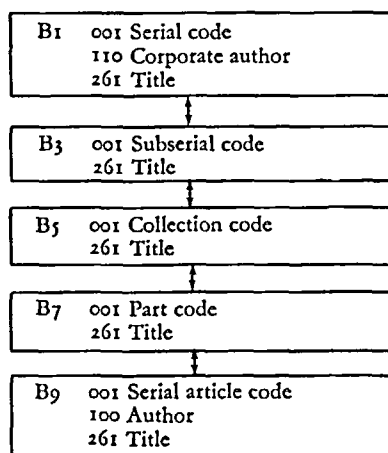 B1 001 Serial code
110 Corporate author
261 Title
B3 001 Subserial code
261 Title
B5 001 Collection code
261 Title
B7 001 Part code
261 Title
B9 001 Serial article code
100 Author
261 Title